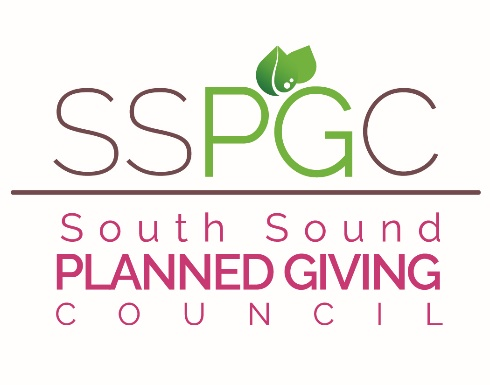 SSPGC
South Sound
PLANNED GIVING
COUNCIL